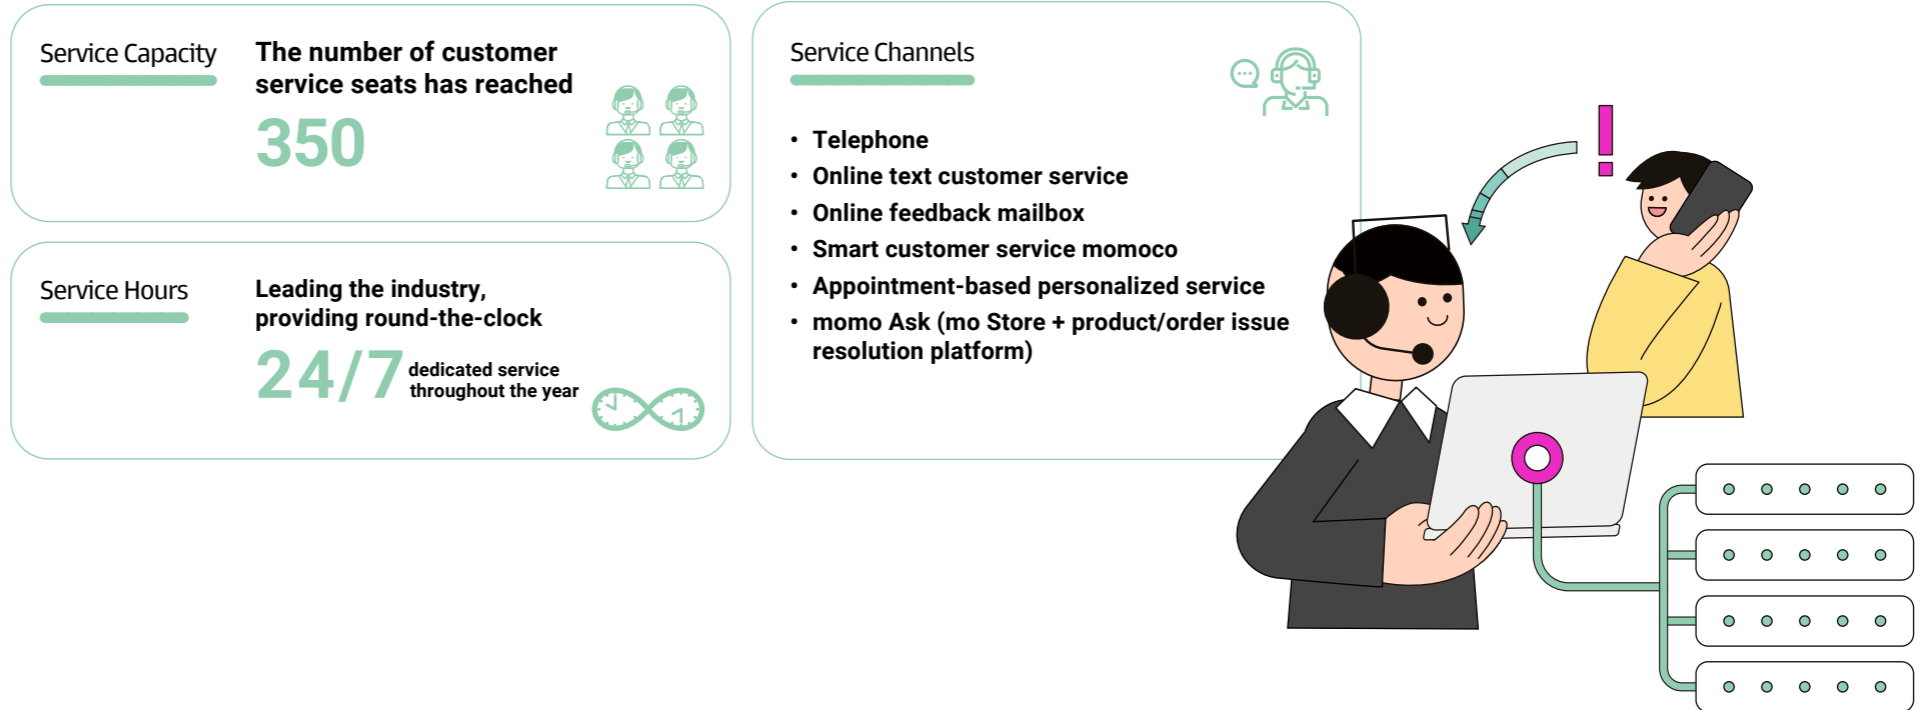 Service Capacity
The number of customer
service seats has reached
350
Service Hours
Leading the industry,
providing round-the-clock
24/7 dedicated service
throughout the year
Service Channels
• Telephone
• Online text customer service
• Online feedback mailbox
• Smart customer service momoco
• Appointment-based personalized service
• momo Ask (mo Store + product/order issue
resolution platform)
!